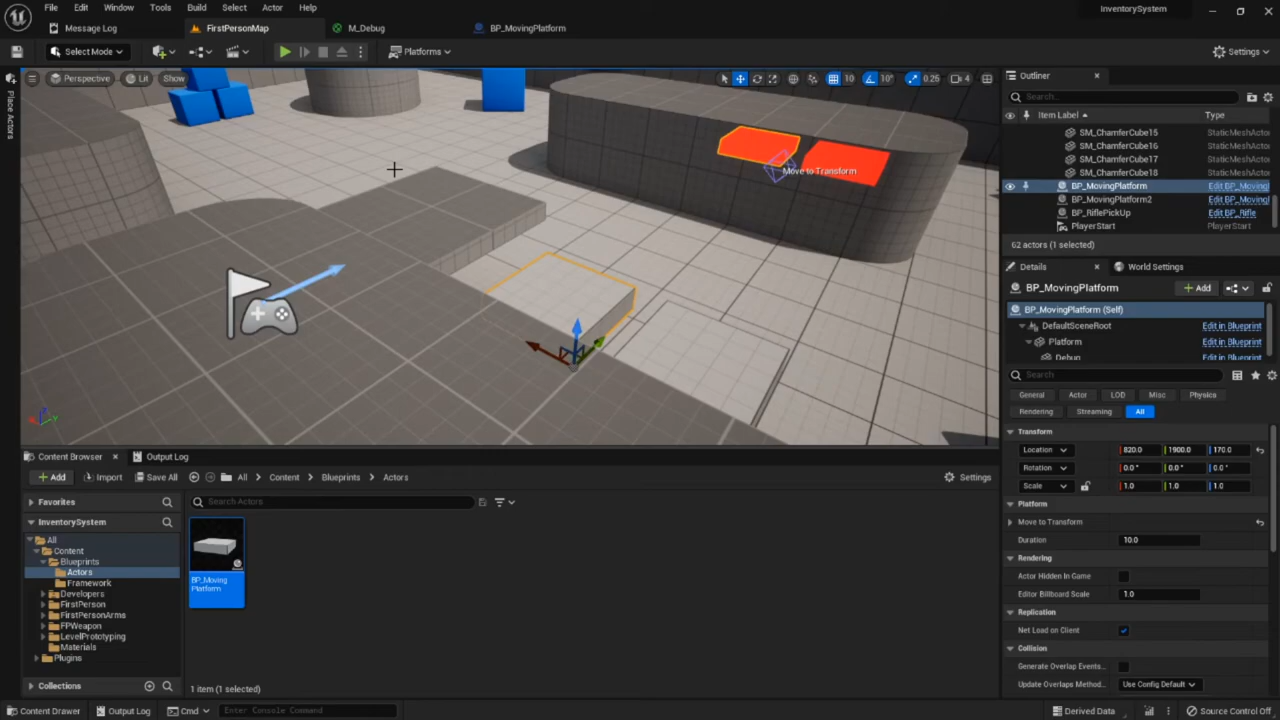 File Edit Window Tools Build Select Actor Help
InventorySystem
Message Log FirstPersonMap M_Debug BP_MovingPlatform
Select Mode Platforms Settings
Perspective Lit Show
10 10° 0.25 4
Place Actors
Move to Transform
Outliner
Search...
Item Label Type
SM_ChamferCube15 StaticMeshActor
SM_ChamferCube16 StaticMeshActor
SM_ChamferCube17 StaticMeshActor
SM_ChamferCube18 StaticMeshActor
BP_MovingPlatform Edit BP_Moving
BP_MovingPlatform2 Edit BP_Moving
BP_RiflePickUp Edit BP_Rifle
PlayerStart PlayerStart
62 actors (1 selected)
Details World Settings
BP_MovingPlatform Add
BP_MovingPlatform (Self)
DefaultSceneRoot Edit in Blueprint
Platform Edit in Blueprint
Debug Edit in Blueprint
Search
General Actor LOD Misc Physics
Rendering Streaming All
Transform
Location 820.0 1900.0 170.0
Rotation 0.0° 0.0° 0.0°
Scale 1.0 1.0 1.0
Platform
Move to Transform
Duration 10.0
Rendering
Actor Hidden In Game
Editor Billboard Scale 1.0
Replication
Net Load on Client
Collision
Generate Overlap Events...
Update Overlaps Method... Use Config Default
Content Browser Output Log
Add Import Save All All Content Blueprints Actors Settings
Favorites
Search Actors
InventorySystem
All
Content
Blueprints
Actors
Framework
Developers
FirstPerson
FirstPersonArms
FPWeapon
LevelPrototyping
Materials
Plugins
Collections
BP_Moving
Platform
1 item (1 selected)
Content Drawer Output Log Cmd Enter Console Command Derived Data Source Control Off